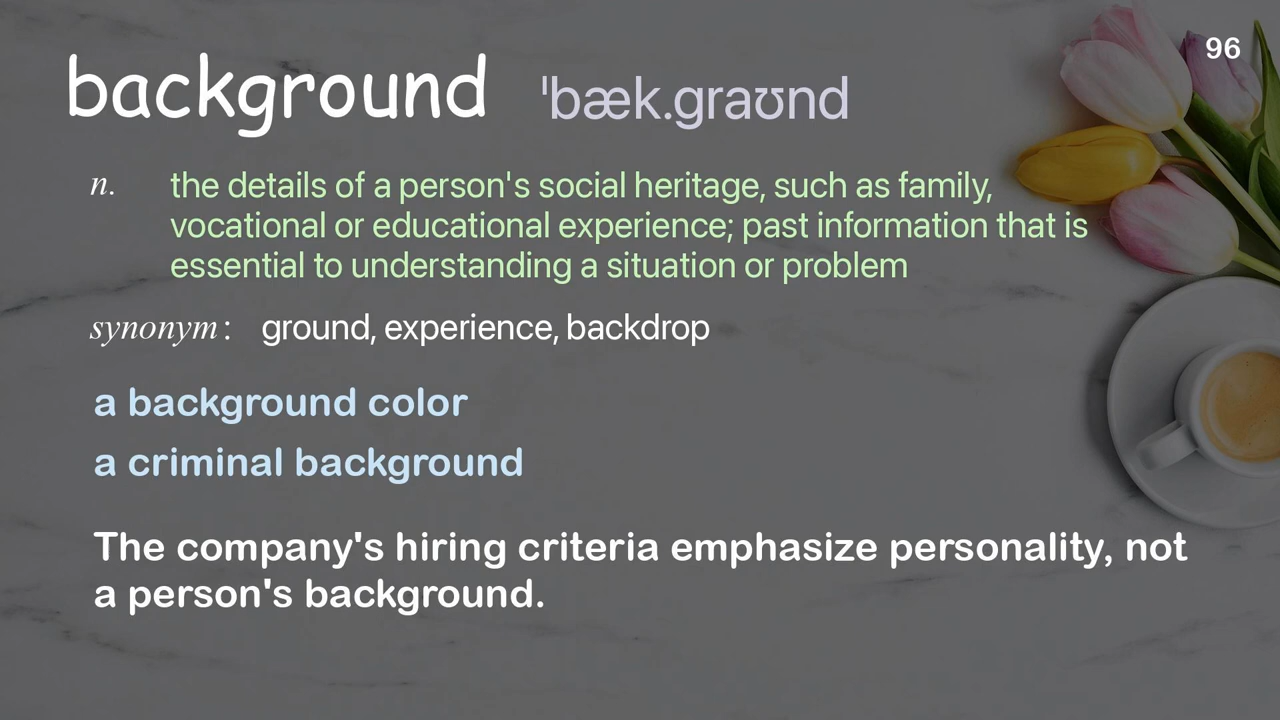 96
background ˈbæk.graʊnd
n. the details of a person's social heritage, such as family,
vocational or educational experience; past information that is
essential to understanding a situation or problem
synonym: ground, experience, backdrop
a background color
a criminal background
The company's hiring criteria emphasize personality, not
a person's background.